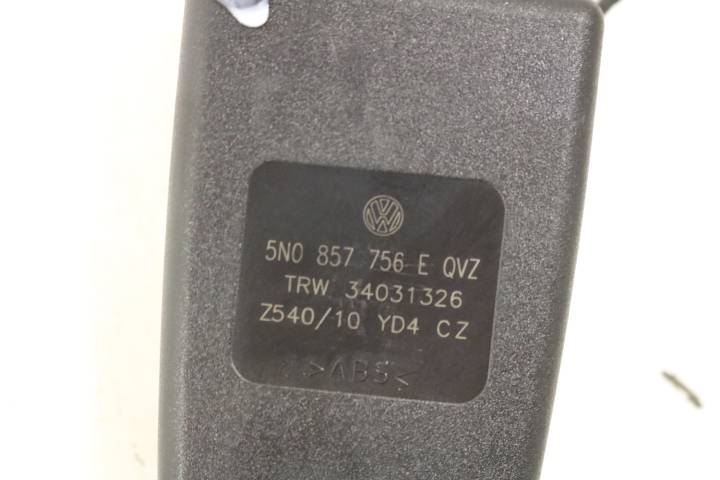 5N0 857 756 E QVZ
TRW 34031326
Z540/10 YD4 CZ
>ABS<